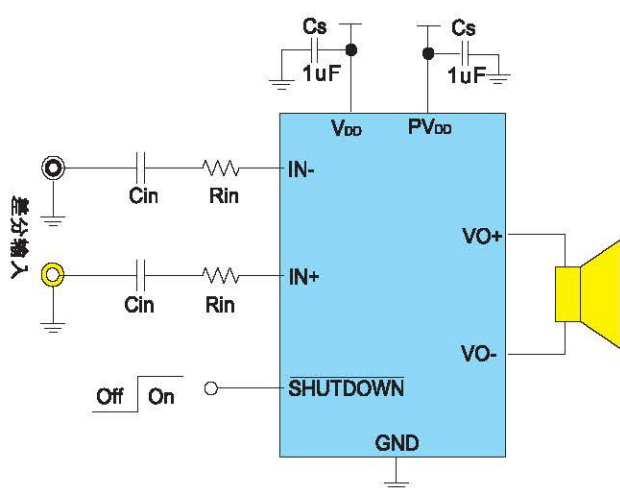 Cs
1uF
Cs
1uF
VDD
PVDD
IN-
Cin
Rin
差分输入
VO+
IN+
Cin
Rin
VO-
Off
On
SHUTDOWN
GND